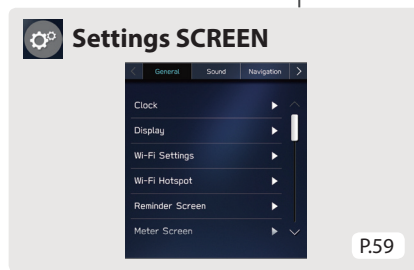 Settings SCREEN
General Sound Navigation
Clock
Display
Wi-Fi Settings
Wi-Fi Hotspot
Reminder Screen
Meter Screen
P.59